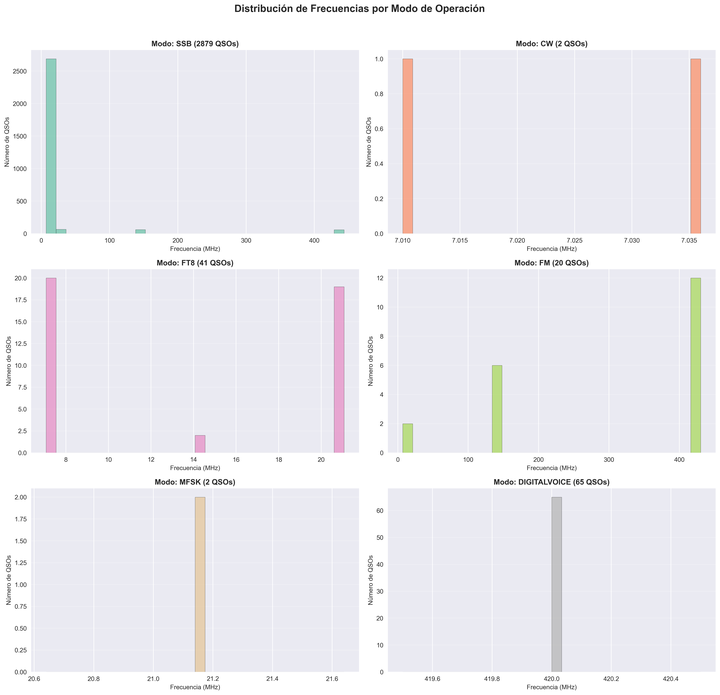 Distribución de Frecuencias por Modo de Operación
Modo: SSB (2879 QSOs)
Número de QSOs
2500
2000
1500
1000
500
0
0 100 200 300 400
Frecuencia (MHz)
Modo: CW (2 QSOs)
Número de QSOs
1.0
0.8
0.6
0.4
0.2
0.0
7.010 7.015 7.020 7.025 7.030 7.035
Frecuencia (MHz)
Modo: FT8 (41 QSOs)
Número de QSOs
20.0
17.5
15.0
12.5
10.0
7.5
5.0
2.5
0.0
8 10 12 14 16 18 20
Frecuencia (MHz)
Modo: FM (20 QSOs)
Número de QSOs
12
10
8
6
4
2
0
0 100 200 300 400
Frecuencia (MHz)
Modo: MFSK (2 QSOs)
Número de QSOs
2.00
1.75
1.50
1.25
1.00
0.75
0.50
0.25
0.00
20.6 20.8 21.0 21.2 21.4 21.6
Frecuencia (MHz)
Modo: DIGITALVOICE (65 QSOs)
Número de QSOs
60
50
40
30
20
10
0
419.6 419.8 420.0 420.2 420.4
Frecuencia (MHz)